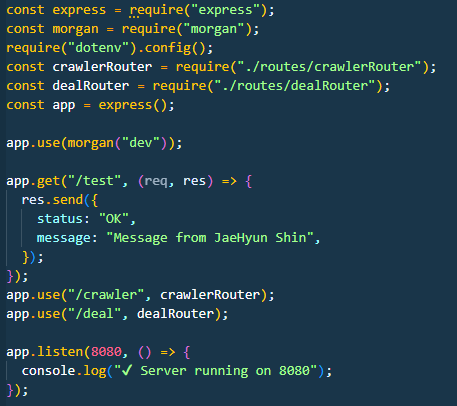 const express = require("express");
const morgan = require("morgan");
require("dotenv").config();
const crawlerRouter = require("./routes/crawlerRouter");
const dealRouter = require("./routes/dealRouter");
const app = express();

app.use(morgan("dev"));

app.get("/test", (req, res) => {
  res.send({
    status: "OK",
    message: "Message from JaeHyun Shin",
  });
});
app.use("/crawler", crawlerRouter);
app.use("/deal", dealRouter);

app.listen(8080, () => {
  console.log("✔ Server running on 8080");
});